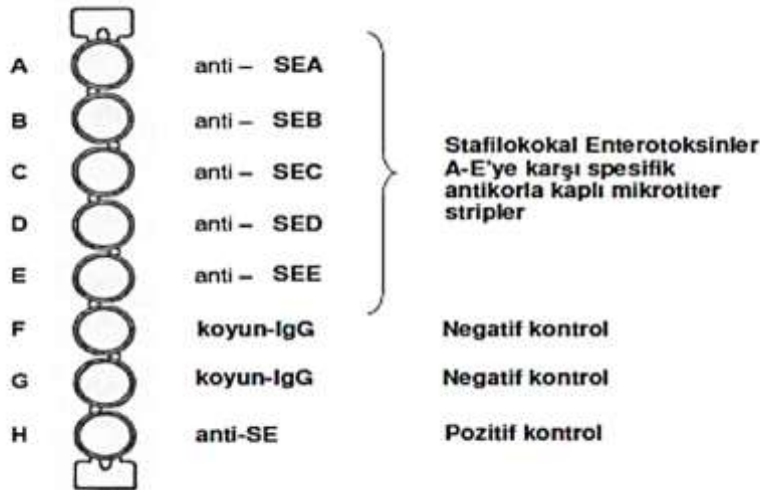 A anti – SEA
B anti – SEB
C anti – SEC
D anti – SED
E anti – SEE
Stafilokokal Enterotoksinler
A-E'ye karşı spesifik
antikorla kaplı mikrotiter
stripler
F koyun-IgG Negatif kontrol
G koyun-IgG Negatif kontrol
H anti-SE Pozitif kontrol